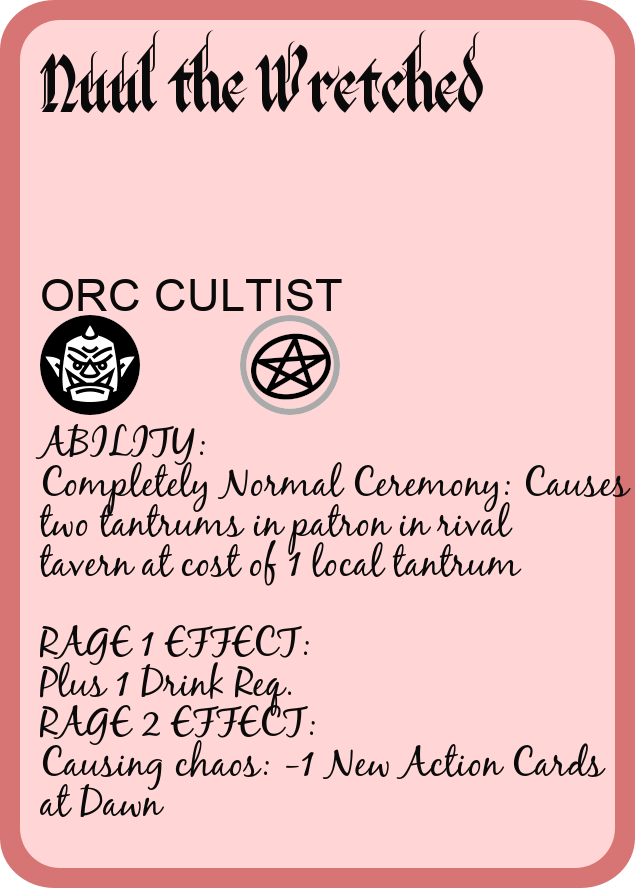 Nuul the Wretched
ORC CULTIST
ABILITY:
Completely Normal Ceremony: Causes
two tantrums in patron in rival
tavern at cost of 1 local tantrum
RAGE 1 EFFECT:
Plus 1 Drink Req.
RAGE 2 EFFECT:
Causing chaos: -1 New Action Cards
at Dawn